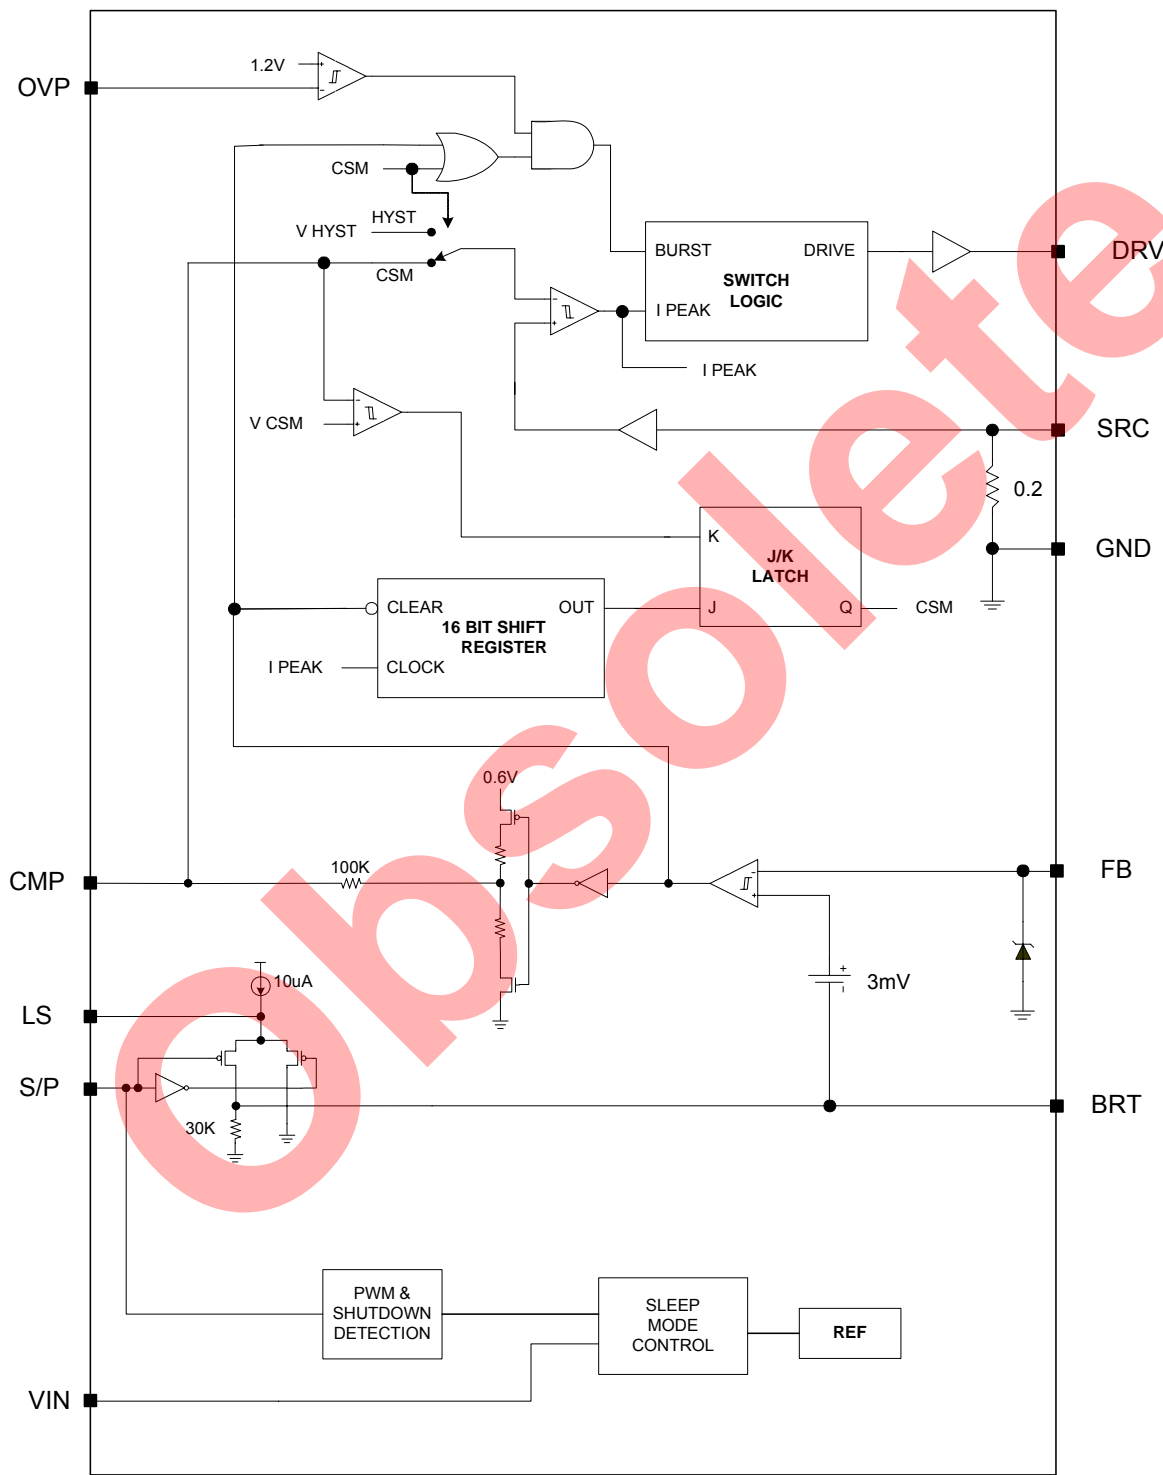 1.2V
OVP
CSM
HYST
V HYST
CSM
BURST
DRIVE
SWITCH
LOGIC
I PEAK
DRV
I PEAK
V CSM
SRC
0.2
K
J/K
LATCH
GND
CLEAR
OUT
J
Q
CSM
16 BIT SHIFT
REGISTER
I PEAK
CLOCK
0.6V
100K
CMP
FB
10uA
3mV
LS
S/P
BRT
30K
PWM &
SHUTDOWN
DETECTION
SLEEP
MODE
CONTROL
REF
VIN
Obsolete